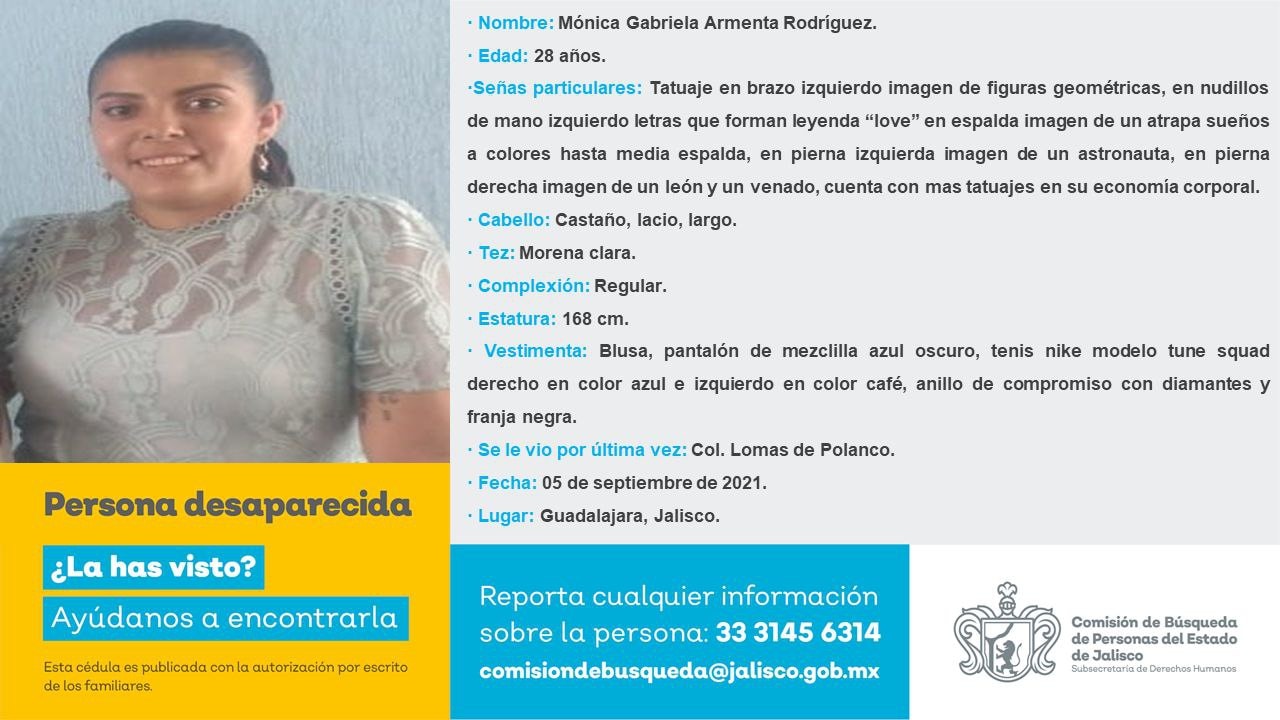 · Nombre: Mónica Gabriela Armenta Rodríguez.
· Edad: 28 años.
·Señas particulares: Tatuaje en brazo izquierdo imagen de figuras geométricas, en nudillos
de mano izquierdo letras que forman leyenda “love” en espalda imagen de un atrapa sueños
a colores hasta media espalda, en pierna izquierda imagen de un astronauta, en pierna
derecha imagen de un león y un venado, cuenta con mas tatuajes en su economía corporal.
· Cabello: Castaño, lacio, largo.
· Tez: Morena clara.
· Complexión: Regular.
· Estatura: 168 cm.
· Vestimenta: Blusa, pantalón de mezclilla azul oscuro, tenis nike modelo tune squad
derecho en color azul e izquierdo en color café, anillo de compromiso con diamantes y
franja negra.
· Se le vio por última vez: Col. Lomas de Polanco.
· Fecha: 05 de septiembre de 2021.
· Lugar: Guadalajara, Jalisco.
Persona desaparecida
¿La has visto?
Ayúdanos a encontrarla
Esta cédula es publicada con la autorización por escrito
de los familiares.
Reporta cualquier información
sobre la persona: 33 3145 6314
comisiondebusqueda@jalisco.gob.mx
Comisión de Búsqueda
de Personas del Estado
de Jalisco
Subsecretaría de Derechos Humanos